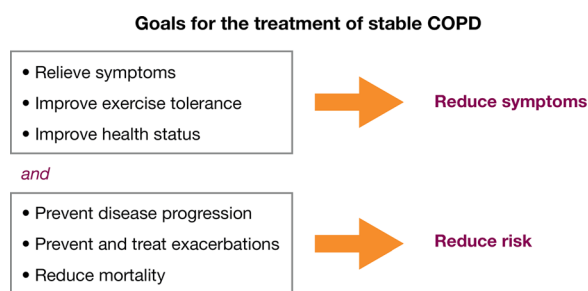 Goals for the treatment of stable COPD
• Relieve symptoms
• Improve exercise tolerance
• Improve health status
Reduce symptoms
and
• Prevent disease progression
• Prevent and treat exacerbations
• Reduce mortality
Reduce risk